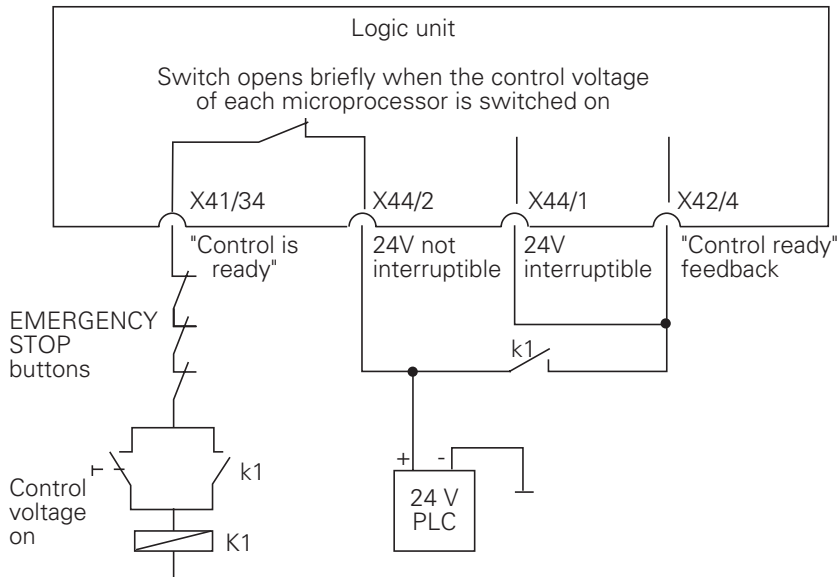 Logic unit
Switch opens briefly when the control voltage
of each microprocessor is switched on
X41/34
X44/2
X44/1
X42/4
"Control is
ready"
24V not
interruptible
24V
interruptible
"Control ready"
feedback
EMERGENCY
STOP
buttons
k1
k1
Control
voltage
on
K1
+
-
24 V
PLC